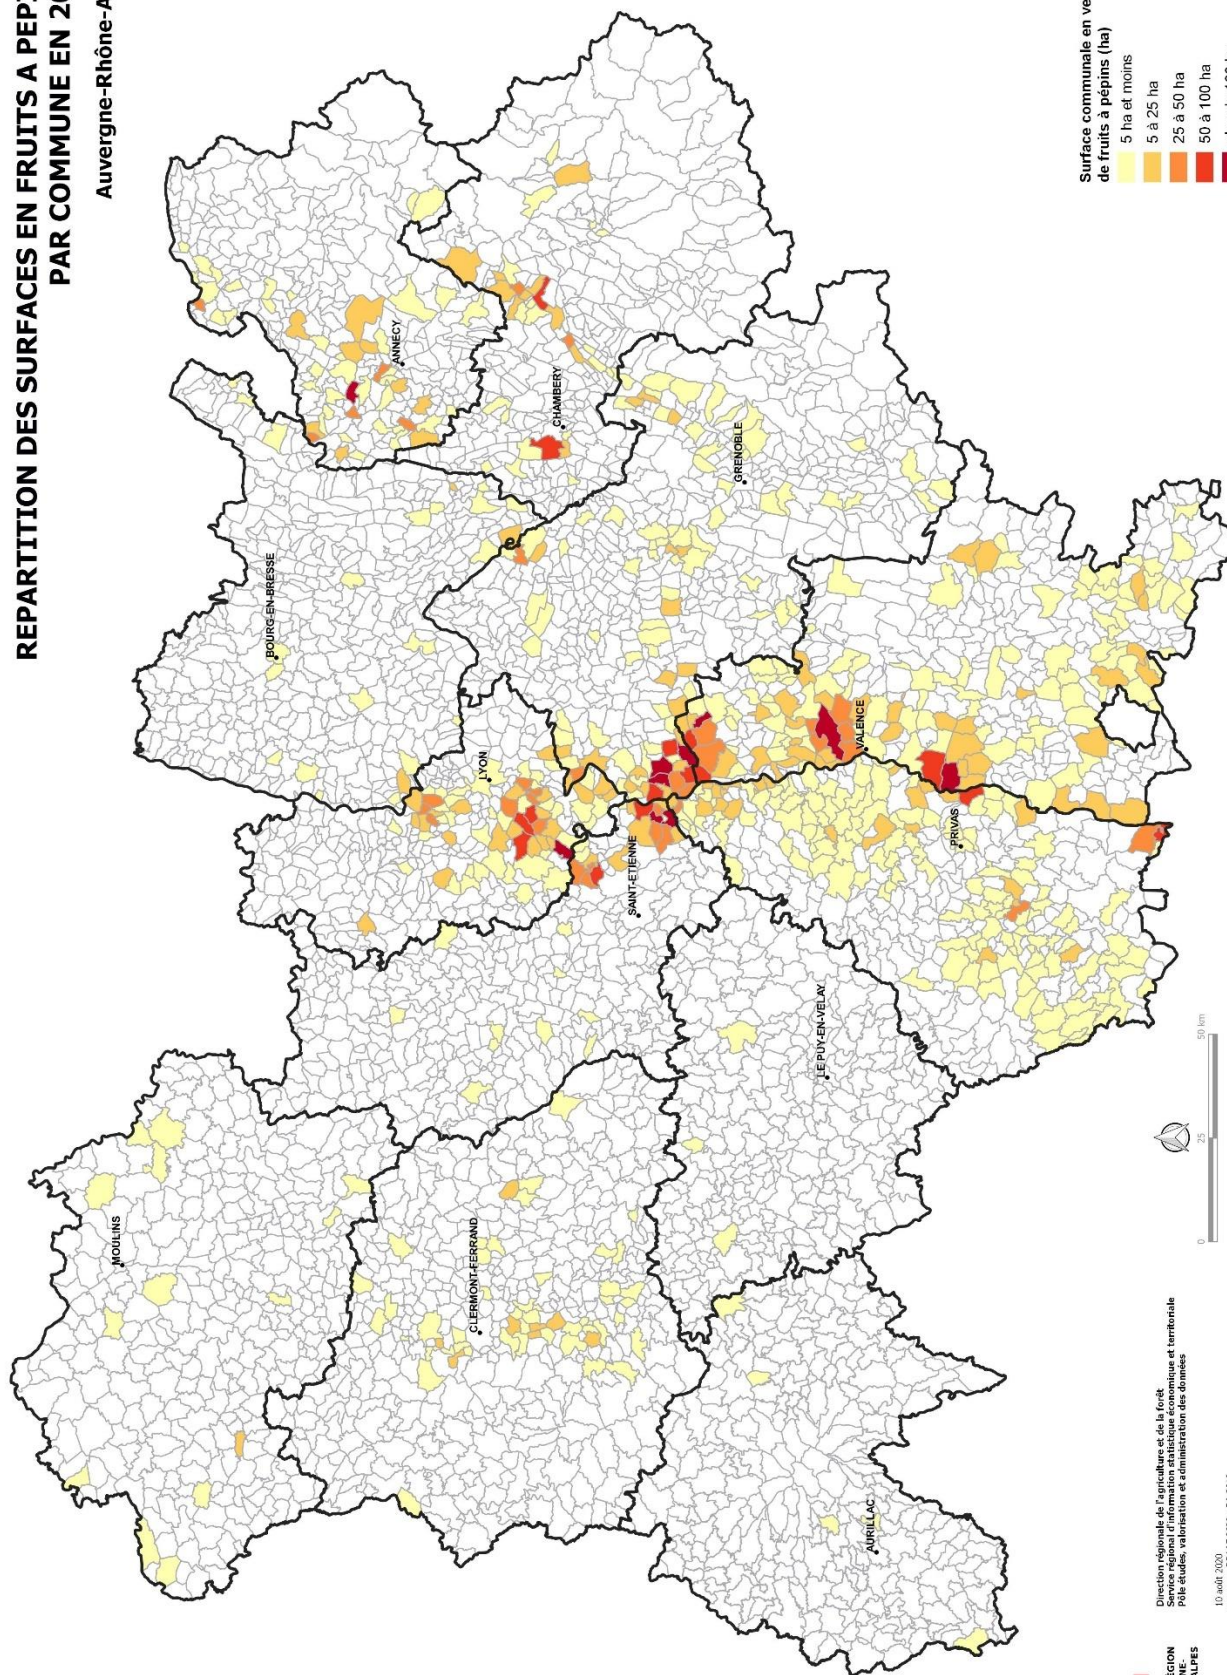 REPARTITION DES SURFACES EN FRUITS A
PAR COMMUNE EN
Auvergne-Rhône-
MOULINS
BOURG-EN-BRESSE
ANNECY
CLERMONT-FERRAND
LYON
CHAMBERY
SAINT-ETIENNE
GRENOBLE
LE PUY-EN-VELAY
AURILLAC
VALENCE
PRIVAS
Surface communale en
de fruits à pépins (ha)
5 ha et moins
5 à 25 ha
25 à 50 ha
50 à 100 ha
0 25 50 km
Direction régionale de l'agriculture et de la forêt
Service régional d'information statistique économique et territoriale
Pôle études, valorisation et administration des données
10 août 2020